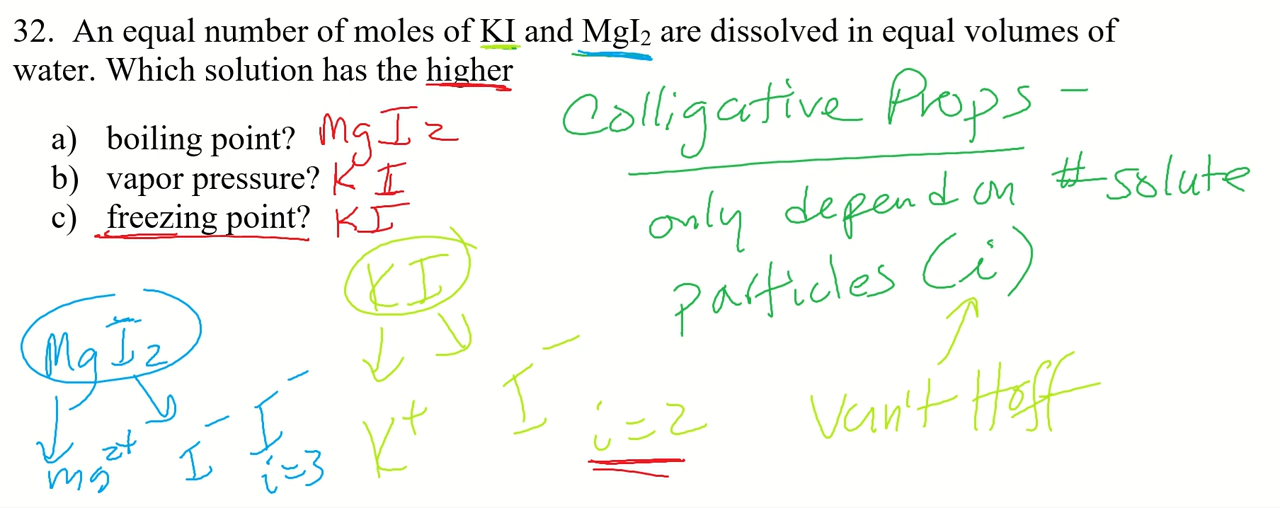 32. An equal number of moles of KI and MgI₂ are dissolved in equal volumes of
water. Which solution has the higher
a) boiling point? MgI2
b) vapor pressure? KI
c) freezing point? KI
Colligative Props -
only depend on # solute
particles (i)
Van't Hoff
KI
K+ I-
i=2
MgI2
Mg2+ I- I-
i=3